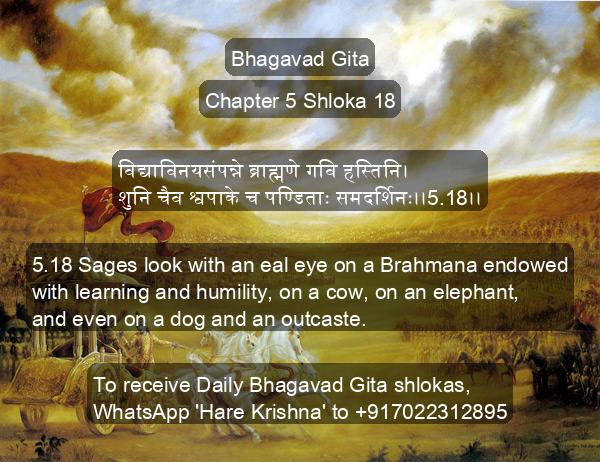 Bhagavad Gita
Chapter 5 Shloka 18
विद्याविनयसंपन्ने ब्राह्मणे गवि हस्तिनि।
शुनि चैव श्वपाके च पण्डिताः समदर्शिनः।।5.18।।
5.18 Sages look with an eal eye on a Brahmana endowed
with learning and humility, on a cow, on an elephant,
and even on a dog and an outcaste.
To receive Daily Bhagavad Gita shlokas,
WhatsApp 'Hare Krishna' to +917022312895